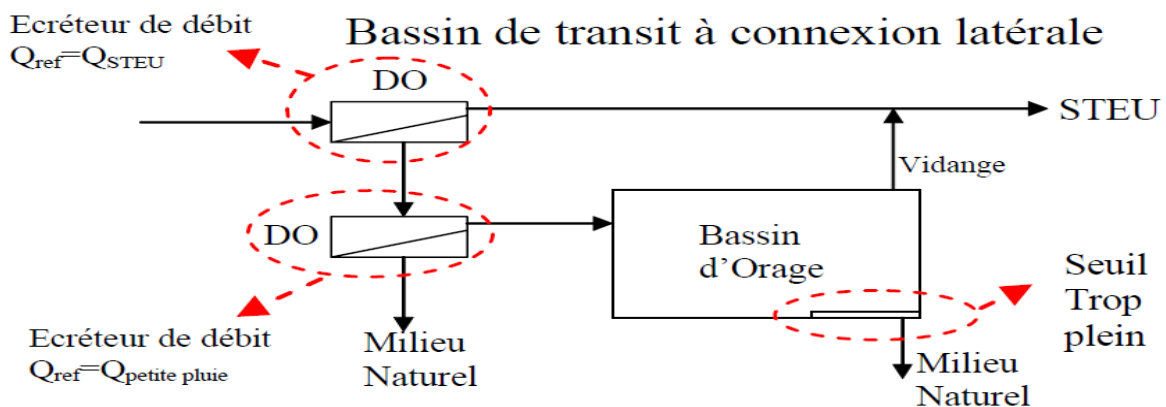 Ecréteur de débit
Qref=QSTEU
Bassin de transit à connexion latérale
DO
STEU
Vidange
DO
Bassin
d'Orage
Seuil
Trop
plein
Ecréteur de débit
Qref=Qpetite pluie
Milieu
Naturel
Milieu
Naturel